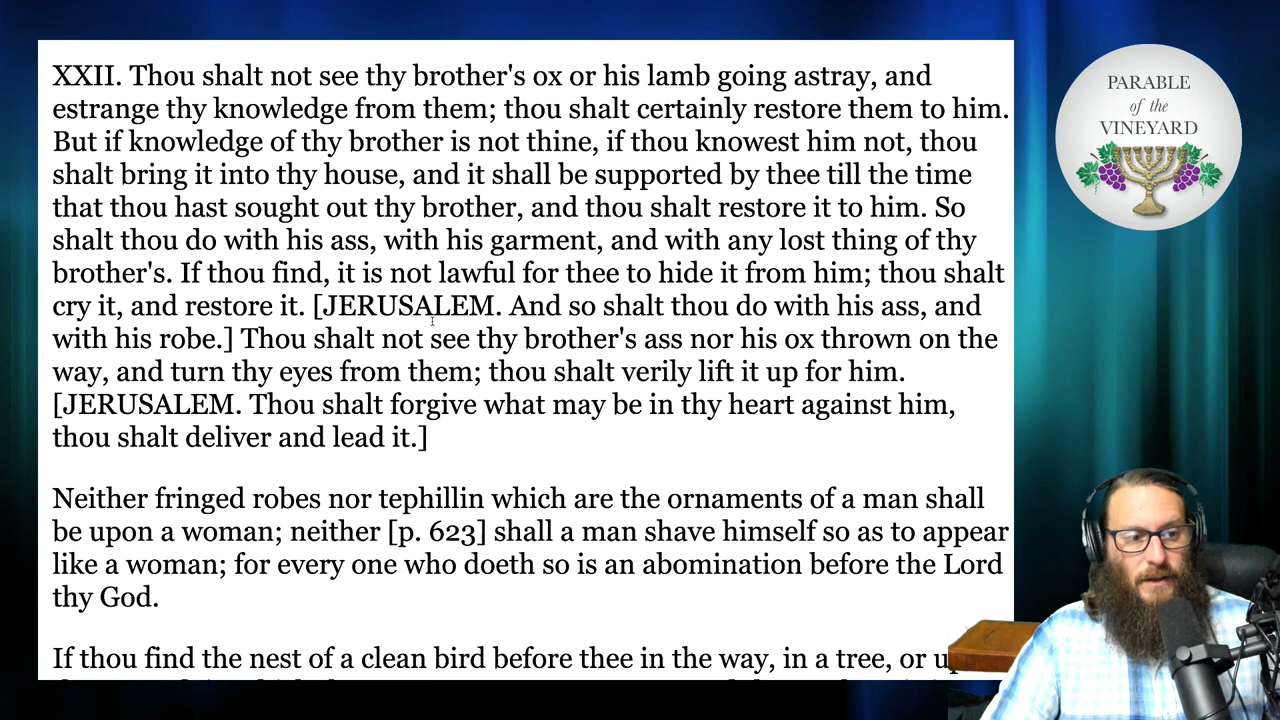 XXII. Thou shalt not see thy brother's ox or his lamb going astray, and
estrange thy knowledge from them; thou shalt certainly restore them to him.
But if knowledge of thy brother is not thine, if thou knowest him not, thou
shalt bring it into thy house, and it shall be supported by thee till the time
that thou hast sought out thy brother, and thou shalt restore it to him. So
shalt thou do with his ass, with his garment, and with any lost thing of thy
brother's. If thou find, it is not lawful for thee to hide it from him; thou shalt
cry it, and restore it. [JERUSALEM. And so shalt thou do with his ass, and
with his robe.] Thou shalt not see thy brother's ass nor his ox thrown on the
way, and turn thy eyes from them; thou shalt verily lift it up for him.
[JERUSALEM. Thou shalt forgive what may be in thy heart against him,
thou shalt deliver and lead it.]
Neither fringed robes nor tephillin which are the ornaments of a man shall
be upon a woman; neither [p. 623] shall a man shave himself so as to appear
like a woman; for every one who doeth so is an abomination before the Lord
thy God.
If thou find the nest of a clean bird before thee in the way, in a tree, or
PARABLE
of the
VINEYARD